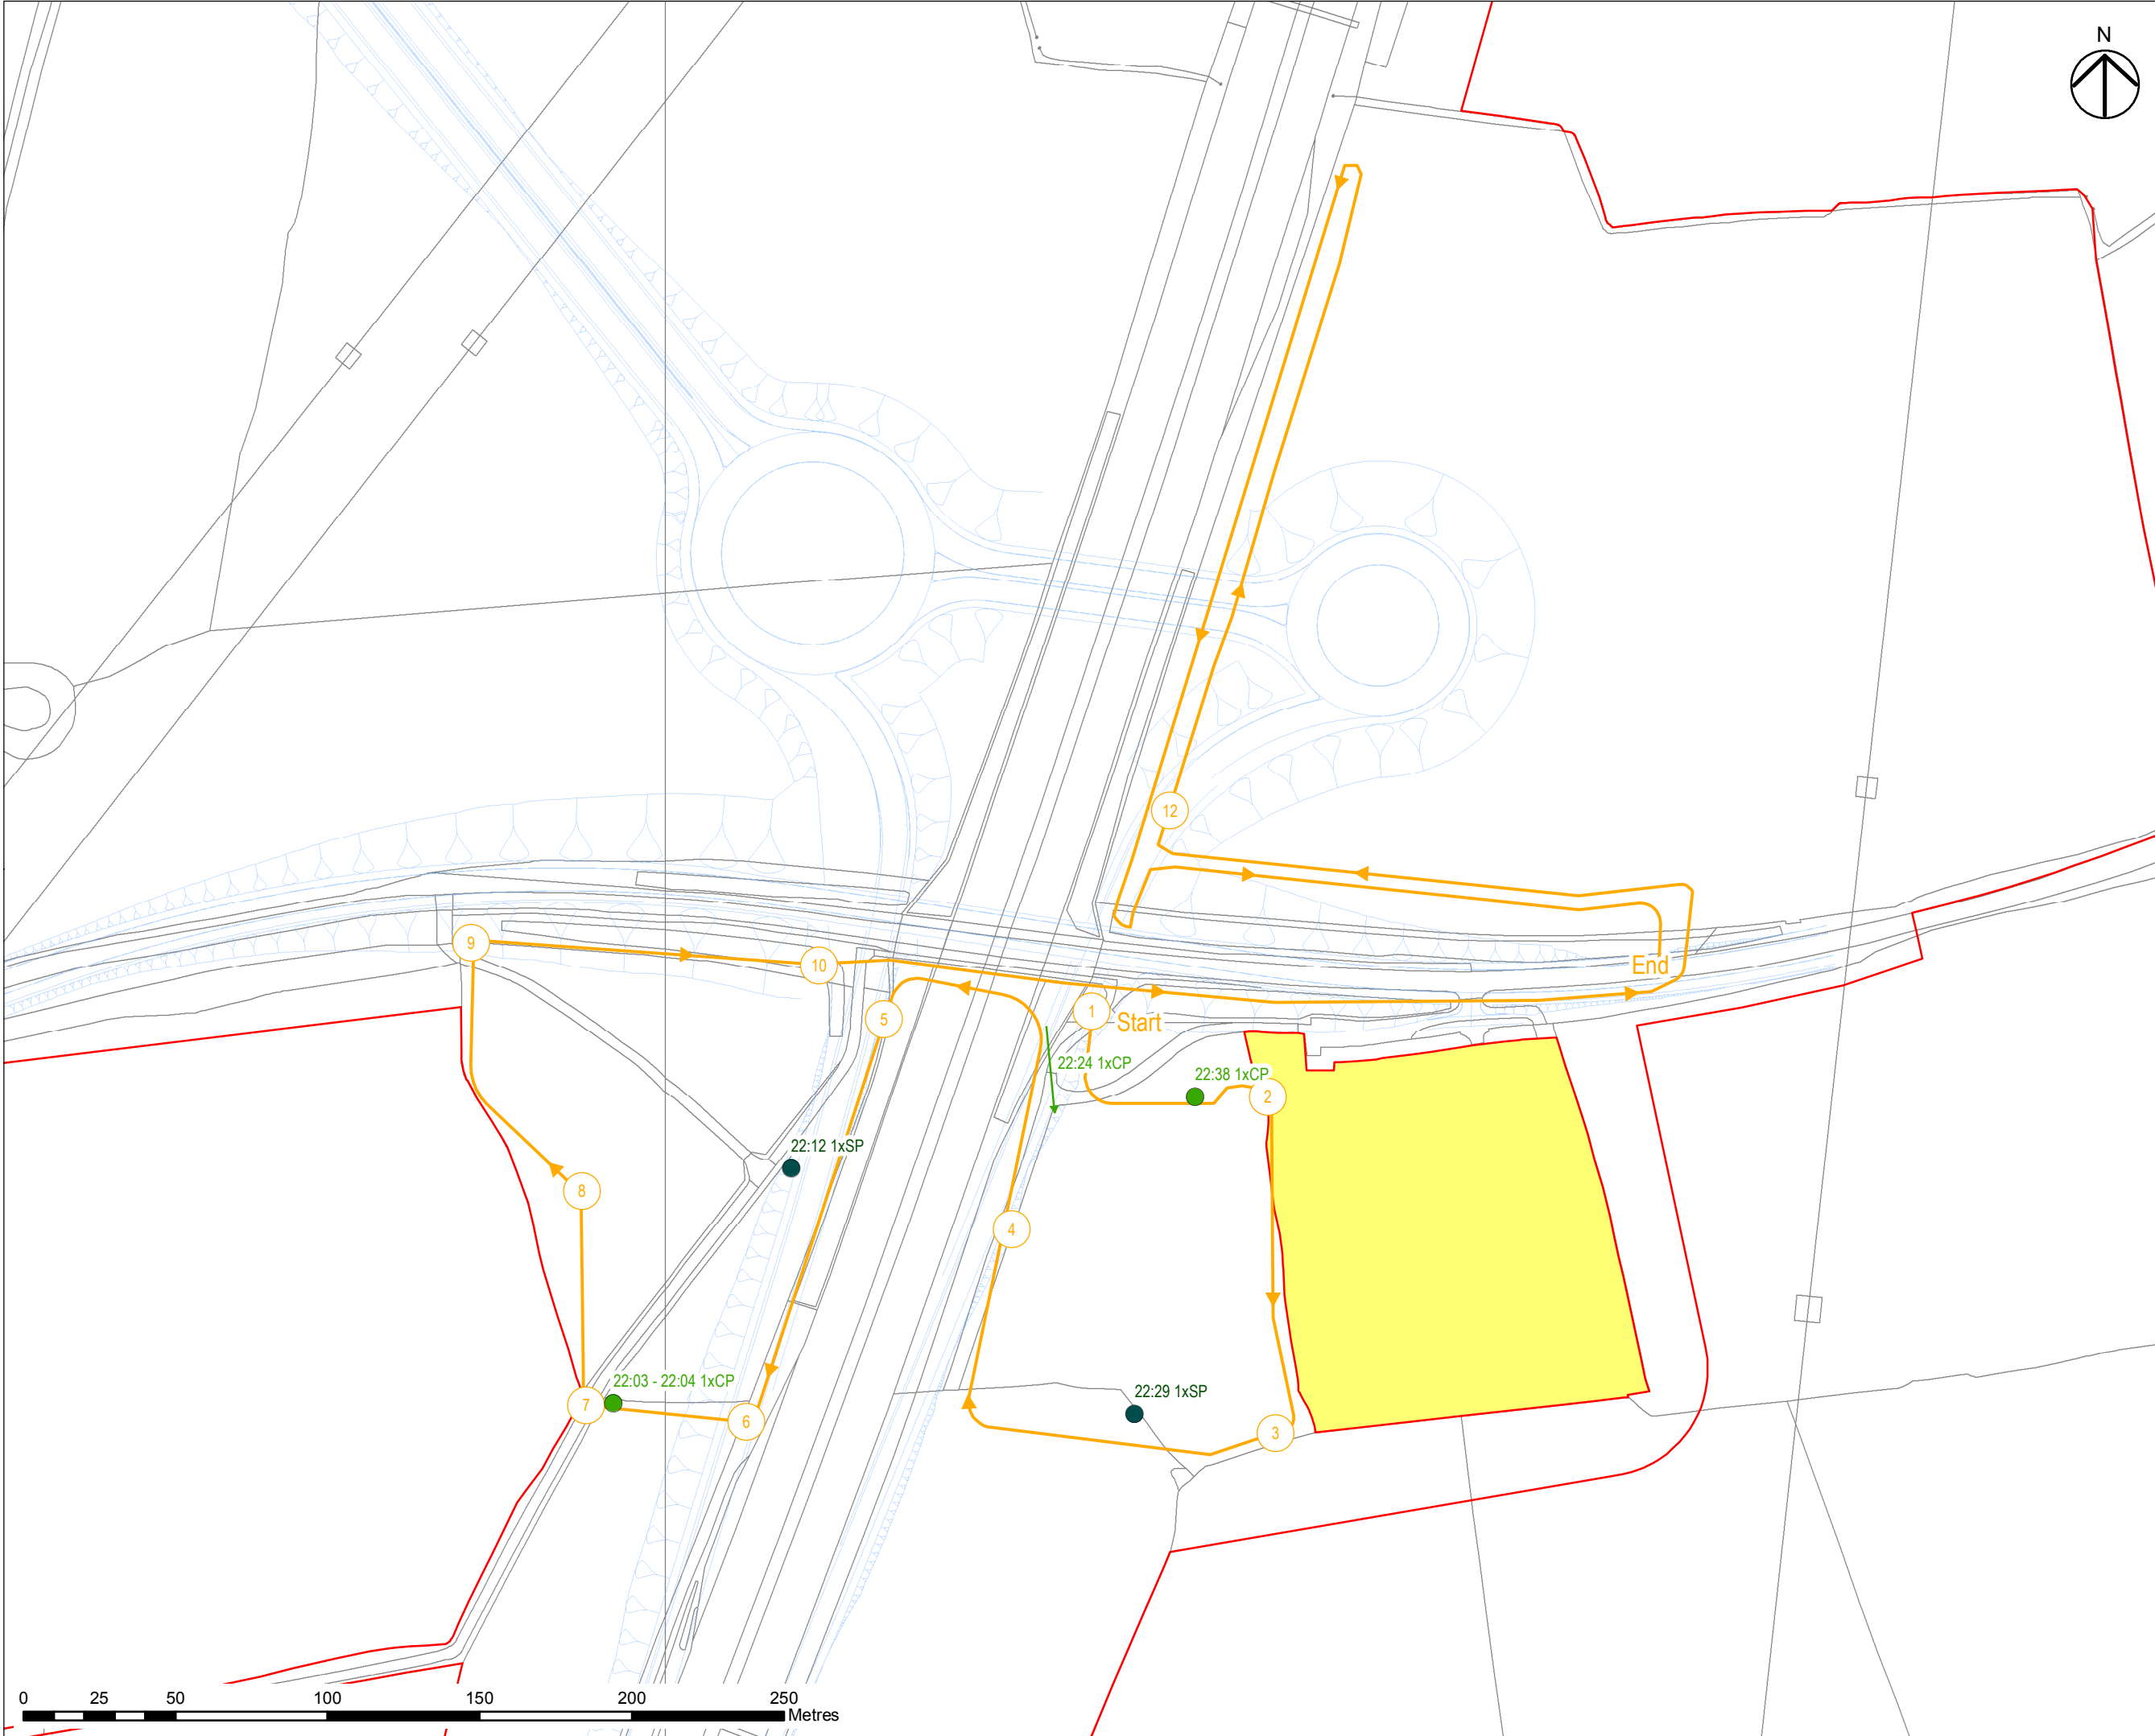 N
12
9
10
End
1
Start
5
22:24 1xCP
22:38 1xCP
2
22:12 1xSP
8
4
22:03 - 22:04 1xCP
22:29 1xSP
7
6
3
0 25 50 100 150 200 250
Metres